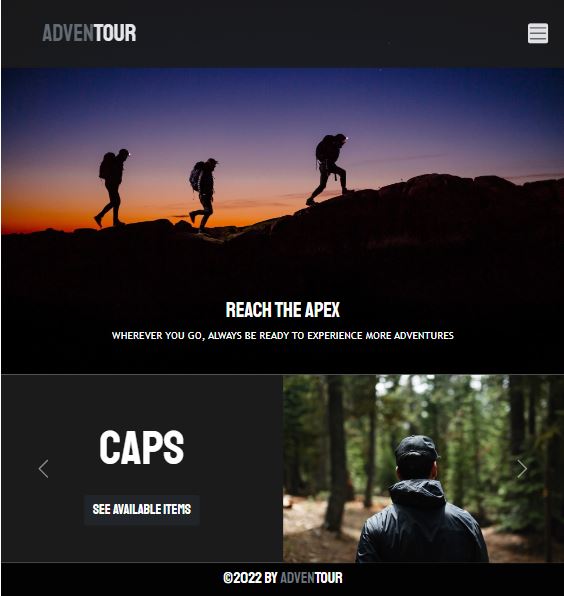 ADVENTOUR
REACH THE APEX
WHEREVER YOU GO, ALWAYS BE READY TO EXPERIENCE MORE ADVENTURES
CAPS
SEE AVAILABLE ITEMS
©2022 BY ADVENTOUR